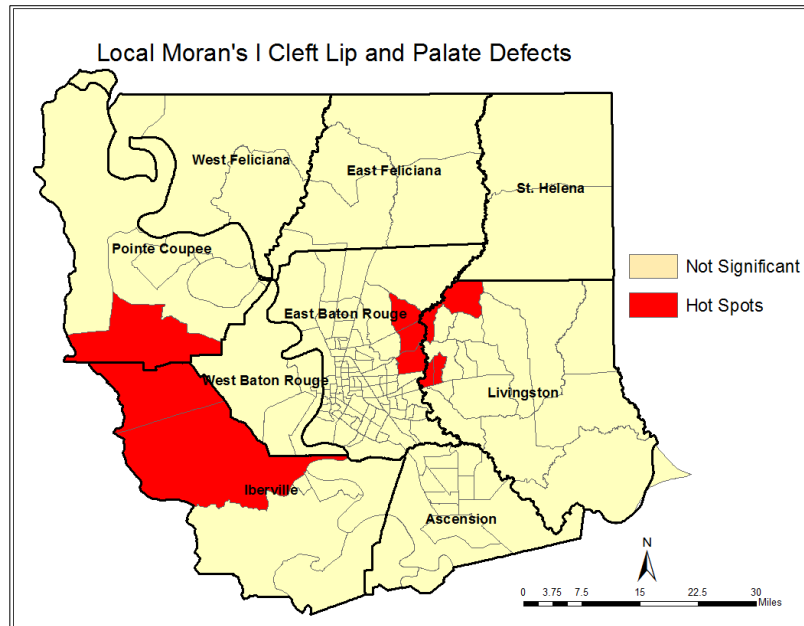 Local Moran's I Cleft Lip and Palate Defects
West Feliciana
East Feliciana
St. Helena
Pointe Coupee
Not Significant
Hot Spots
East Baton Rouge
West Baton Rouge
Livingston
Iberville
Ascension
N
0 3.75 7.5 15 22.5 30
Miles